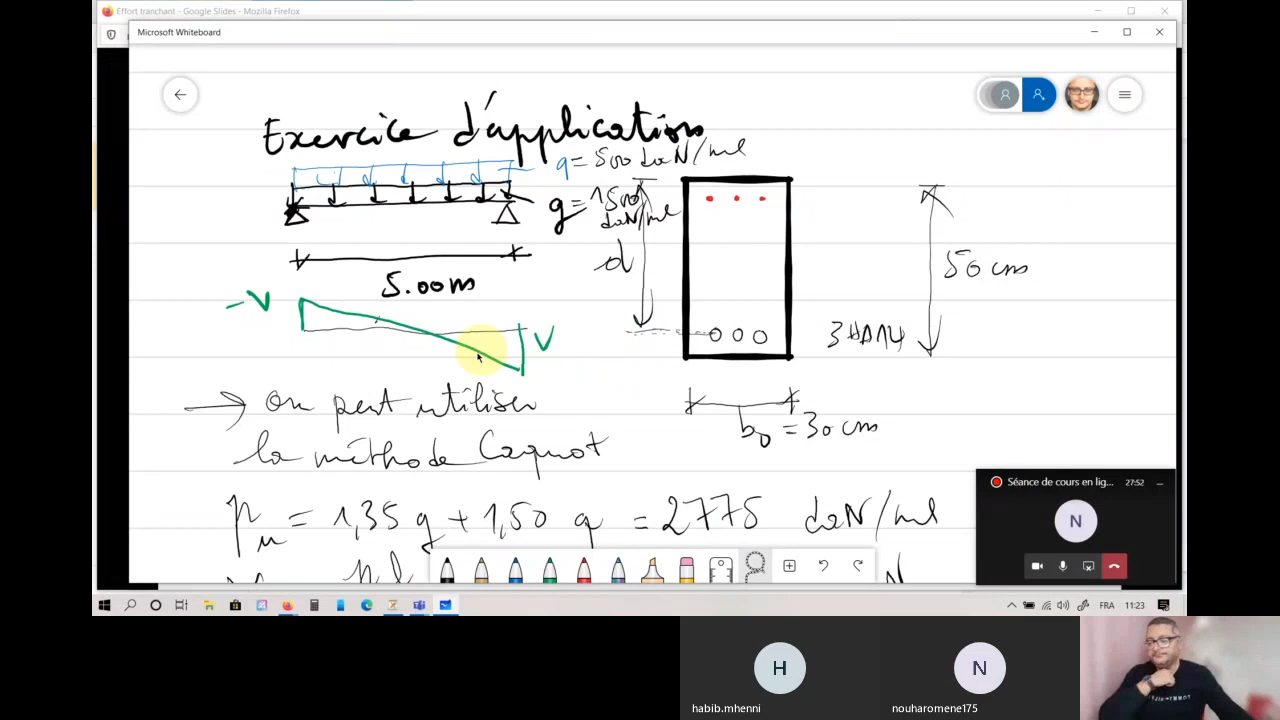 Effort tranchant - Google Slides - Mozilla Firefox
Microsoft Whiteboard
Exercice d'application
q = 500 daN/ml
g = 1500 daN/ml
d
50 cm
5.00m
-V
V
3 HA14
→ on peut utiliser
la méthode Caquot
b0 = 30 cm
Pu = 1,35 g + 1,50 q = 2775 daN/ml
Séance de cours en lig...
27:52
N
FRA
11:23
H
N
habib.mhenni
nouharomene175